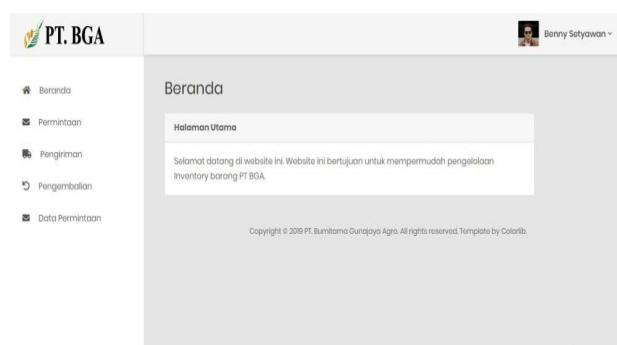 PT. BGA
Benny Setyawan
Beranda
Permintaan
Pengiriman
Pengembalian
Data Permintaan
Beranda
Halaman Utama
Selamat datang di website ini. Website ini bertujuan untuk mempermudah pengelolaan
Inventory barang PT BGA.
Copyright © 2019 PT. Bumitama Gunajaya Agro. All rights reserved. Template by Colorlib.